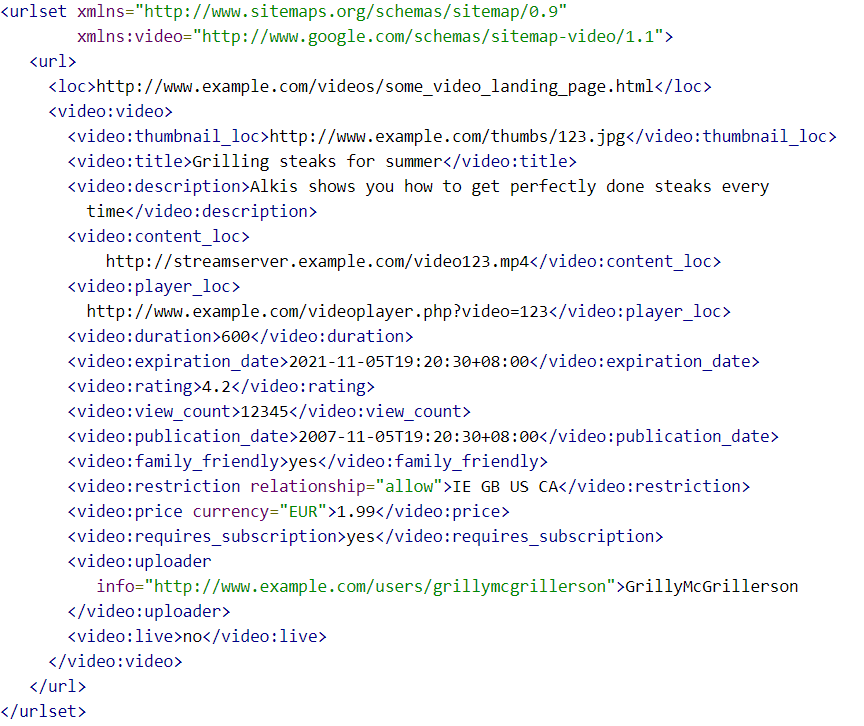 <urlset xmlns="http://www.sitemaps.org/schemas/sitemap/0.9"
        xmlns:video="http://www.google.com/schemas/sitemap-video/1.1">
   <url>
     <loc>http://www.example.com/videos/some_video_landing_page.html</loc>
     <video:video>
       <video:thumbnail_loc>http://www.example.com/thumbs/123.jpg</video:thumbnail_loc>
       <video:title>Grilling steaks for summer</video:title>
       <video:description>Alkis shows you how to get perfectly done steaks every
         time</video:description>
       <video:content_loc>
           http://streamserver.example.com/video123.mp4</video:content_loc>
       <video:player_loc>
         http://www.example.com/videoplayer.php?video=123</video:player_loc>
       <video:duration>600</video:duration>
       <video:expiration_date>2021-11-05T19:20:30+08:00</video:expiration_date>
       <video:rating>4.2</video:rating>
       <video:view_count>12345</video:view_count>
       <video:publication_date>2007-11-05T19:20:30+08:00</video:publication_date>
       <video:family_friendly>yes</video:family_friendly>
       <video:restriction relationship="allow">IE GB US CA</video:restriction>
       <video:price currency="EUR">1.99</video:price>
       <video:requires_subscription>yes</video:requires_subscription>
       <video:uploader
          info="http://www.example.com/users/grillymcgrillerson">GrillyMcGrillerson
       </video:uploader>
       <video:live>no</video:live>
     </video:video>
   </url>
</urlset>